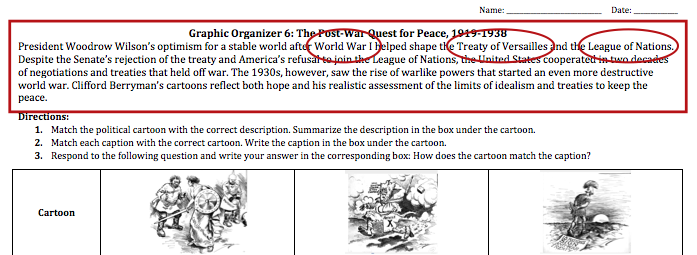 Name: ____________________ Date: __________
Graphic Organizer 6: The Post-War Quest for Peace, 1919-1938
President Woodrow Wilson's optimism for a stable world after World War I helped shape the Treaty of Versailles and the League of Nations.
Despite the Senate's rejection of the treaty and America's refusal to join the League of Nations, the United States cooperated in two decades
of negotiations and treaties that held off war. The 1930s, however, saw the rise of warlike powers that started an even more destructive
world war. Clifford Berryman's cartoons reflect both hope and his realistic assessment of the limits of idealism and treaties to keep the
peace.
Directions:
1. Match the political cartoon with the correct description. Summarize the description in the box under the cartoon.
2. Match each caption with the correct cartoon. Write the caption in the box under the cartoon.
3. Respond to the following question and write your answer in the corresponding box: How does the cartoon match the caption?
Cartoon